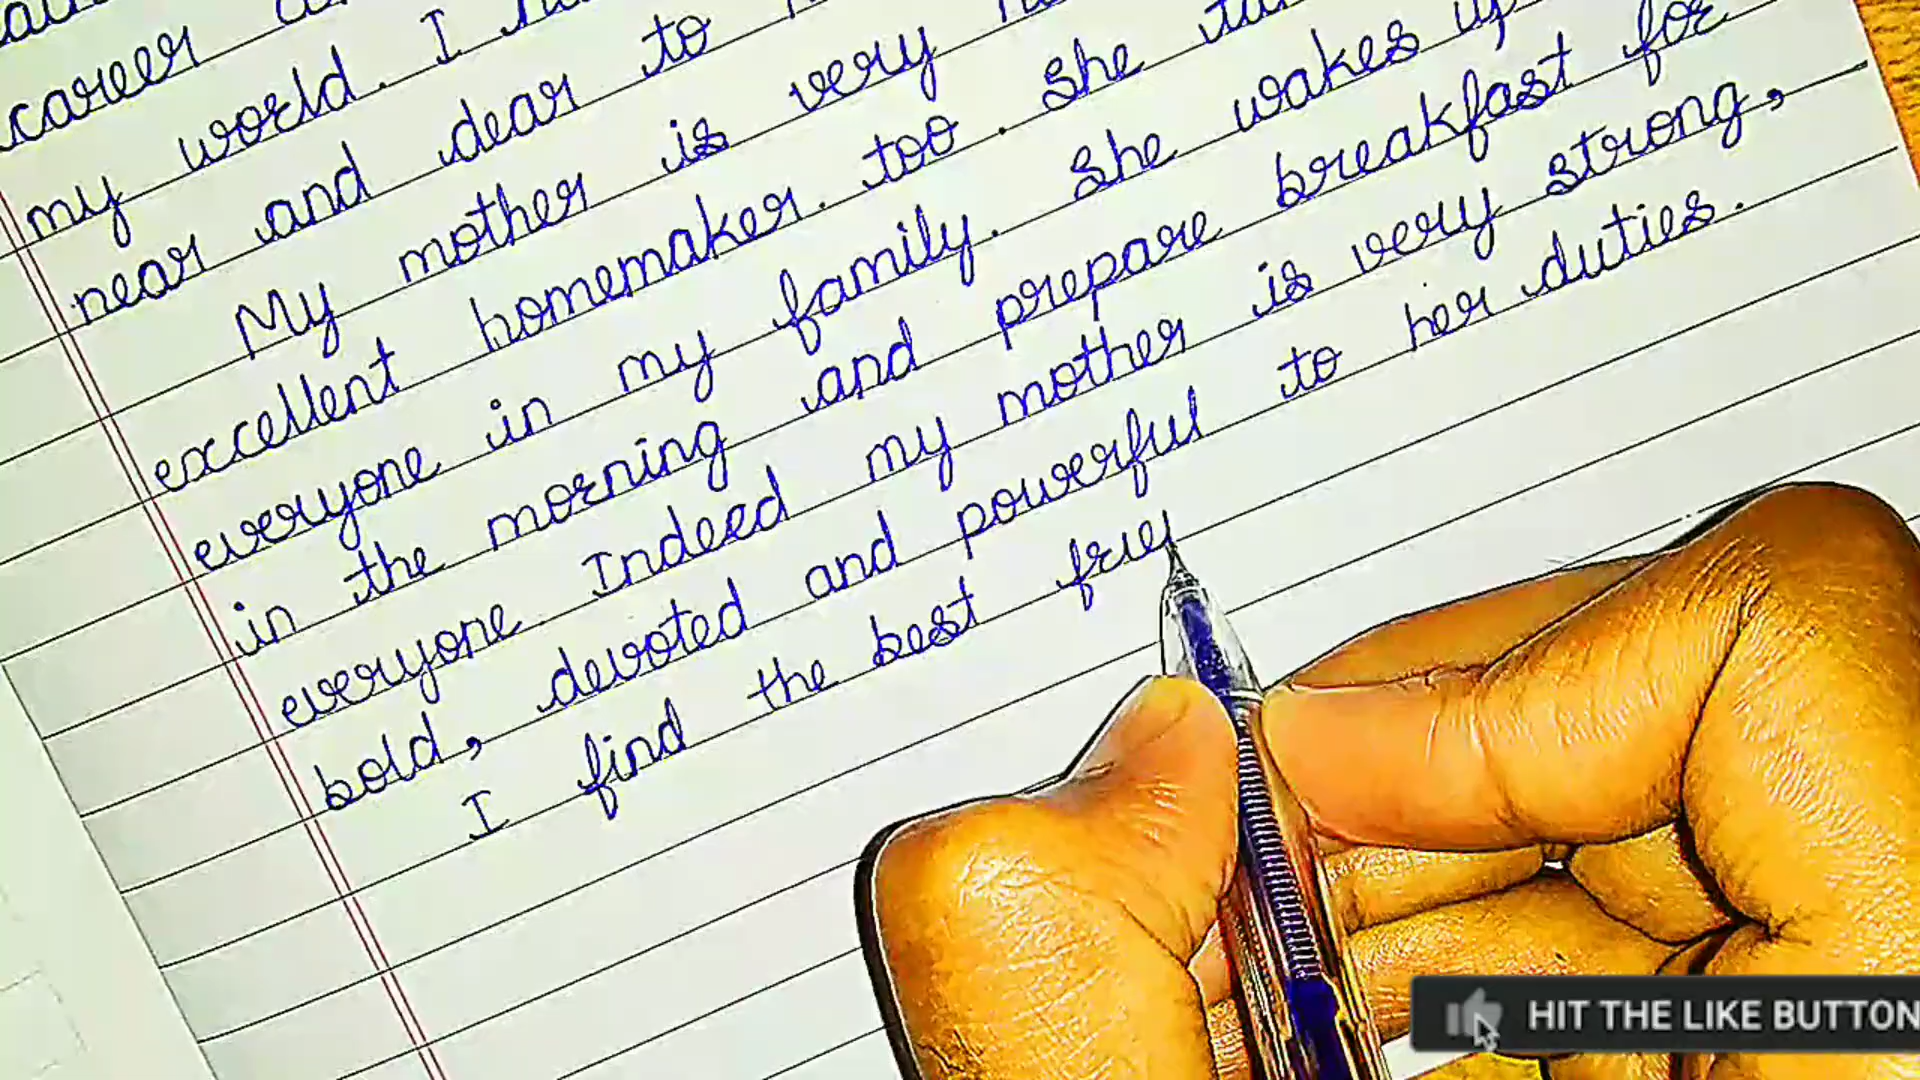 career
my world. I
near and dear to
My mother is very
excellent homemaker. too. She
everyone in my family. She wakes up
in the morning and prepare breakfast for
everyone. Indeed my mother is very strong,
bold, devoted and powerful to her duties.
I find the best frie
HIT THE LIKE BUTTON